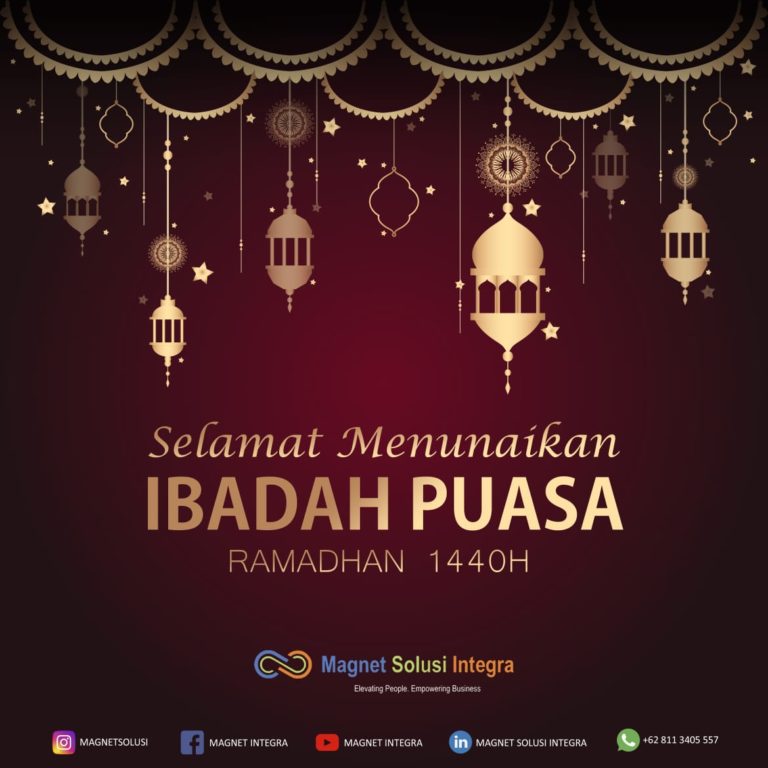 Selamat Menunaikan
IBADAH PUASA
RAMADHAN 1440H
Magnet Solusi Integra
Elevating People. Empowering Business
MAGNETSOLUSI
MAGNET INTEGRA
MAGNET INTEGRA
MAGNET SOLUSI INTEGRA
+62 811 3405 557